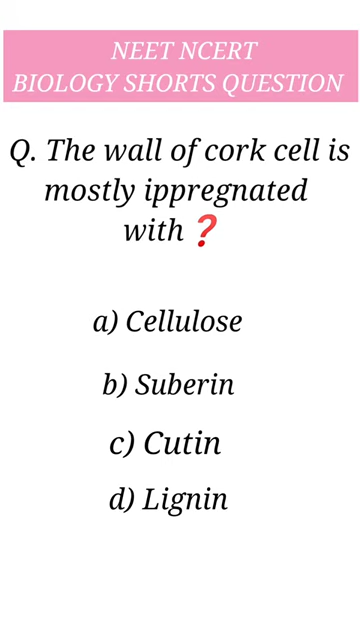 NEET NCERT
BIOLOGY SHORTS QUESTION
Q. The wall of cork cell is
mostly ippregnated
with ❓
a) Cellulose
b) Suberin
c) Cutin
d) Lignin